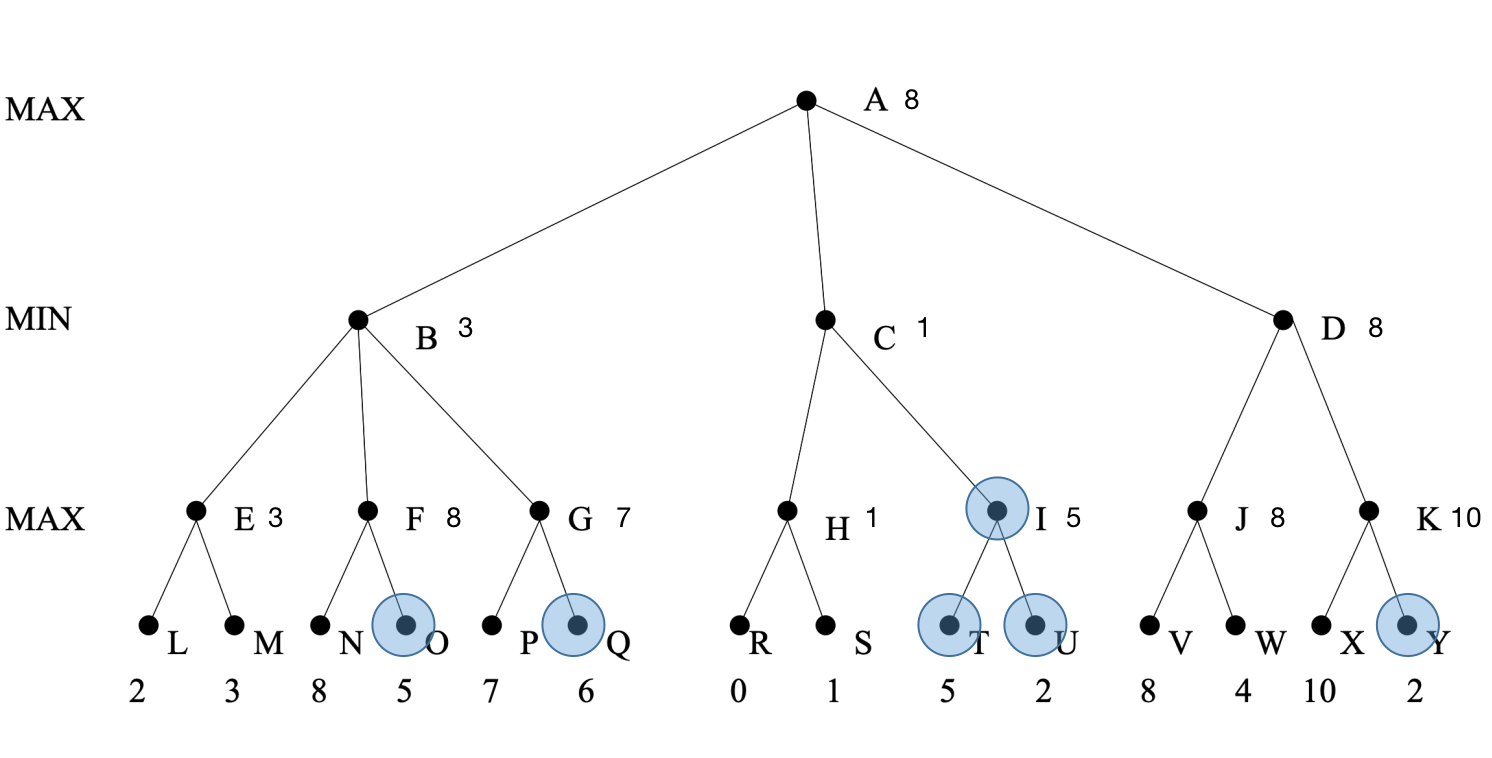 MAX A 8
MIN B 3 C 1 D 8
MAX E 3 F 8 G 7 H 1 I 5 J 8 K 10
L M N O P Q R S T U V W X Y
2 3 8 5 7 6 0 1 5 2 8 4 10 2